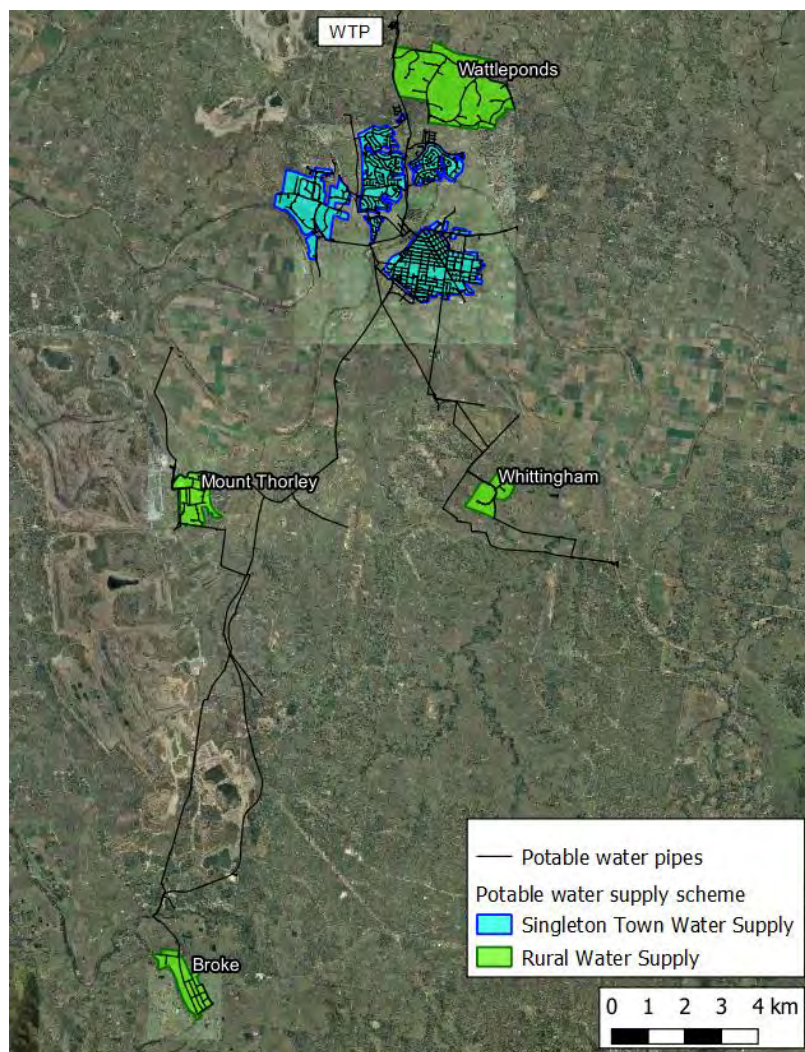 WTP
Wattleponds
Mount Thorley
Whittingham
Broke
Potable water pipes
Potable water supply scheme
Singleton Town Water Supply
Rural Water Supply
0 1 2 3 4 km